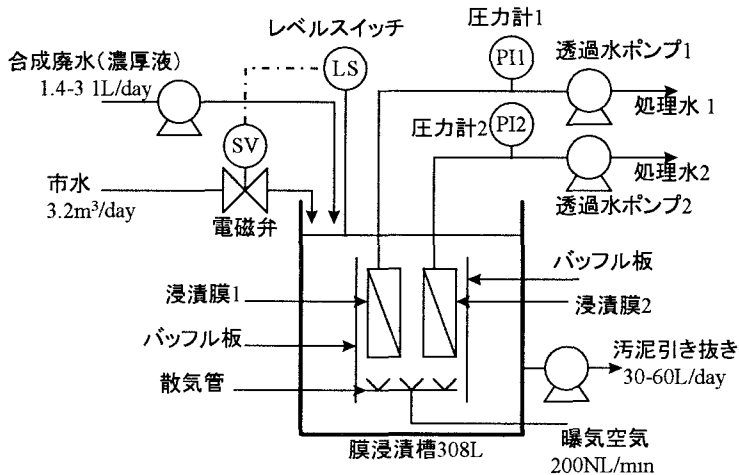 レベルスイッチ
圧力計1
透過水ポンプ1
合成廃水(濃厚液)
1.4-3 1L/day
LS
PI1
処理水 1
圧力計2
PI2
SV
処理水2
市水
3.2m³/day
電磁弁
透過水ポンプ2
バッフル板
浸漬膜1
浸漬膜2
バッフル板
汚泥引き抜き
30-60L/day
散気管
膜浸漬槽308L
曝気空気
200NL/min